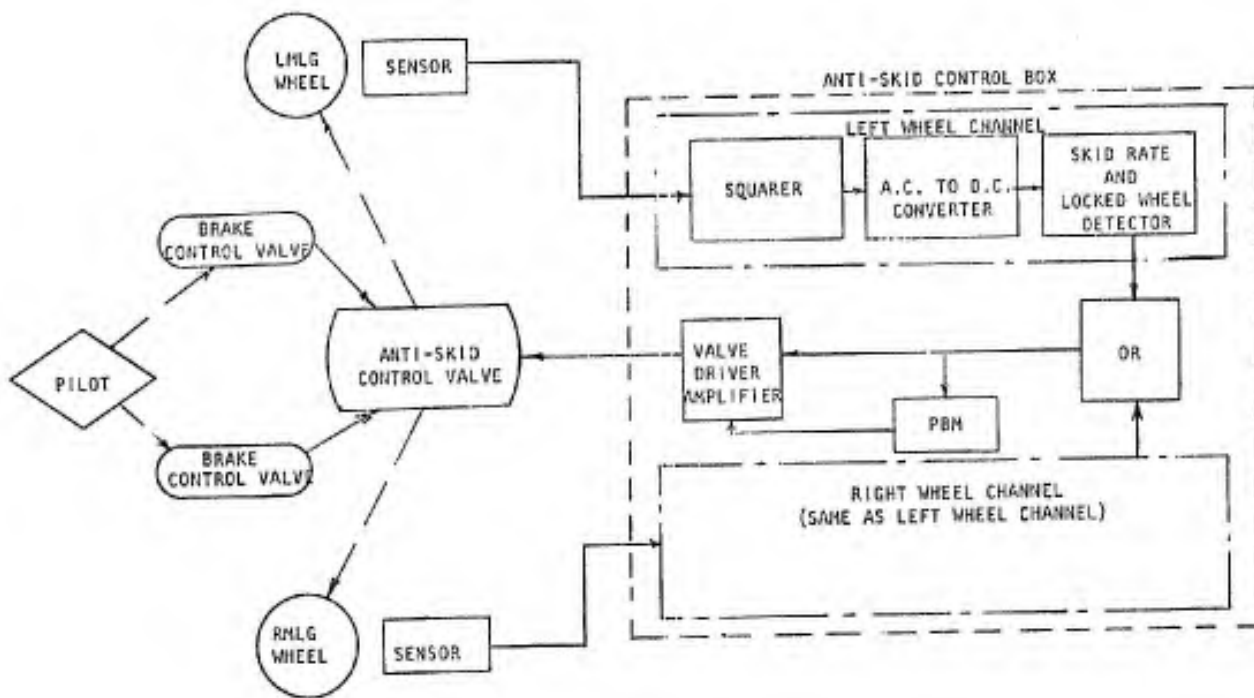 LMLG
WHEEL
SENSOR
ANTI-SKID CONTROL BOX
LEFT WHEEL CHANNEL
SQUARER
A.C. TO D.C.
CONVERTER
SKID RATE
AND
LOCKED WHEEL
DETECTOR
BRAKE
CONTROL VALVE
PILOT
ANTI-SKID
CONTROL VALVE
VALVE
DRIVER
AMPLIFIER
OR
PBM
BRAKE
CONTROL VALVE
RIGHT WHEEL CHANNEL
(SAME AS LEFT WHEEL CHANNEL)
RMLG
WHEEL
SENSOR